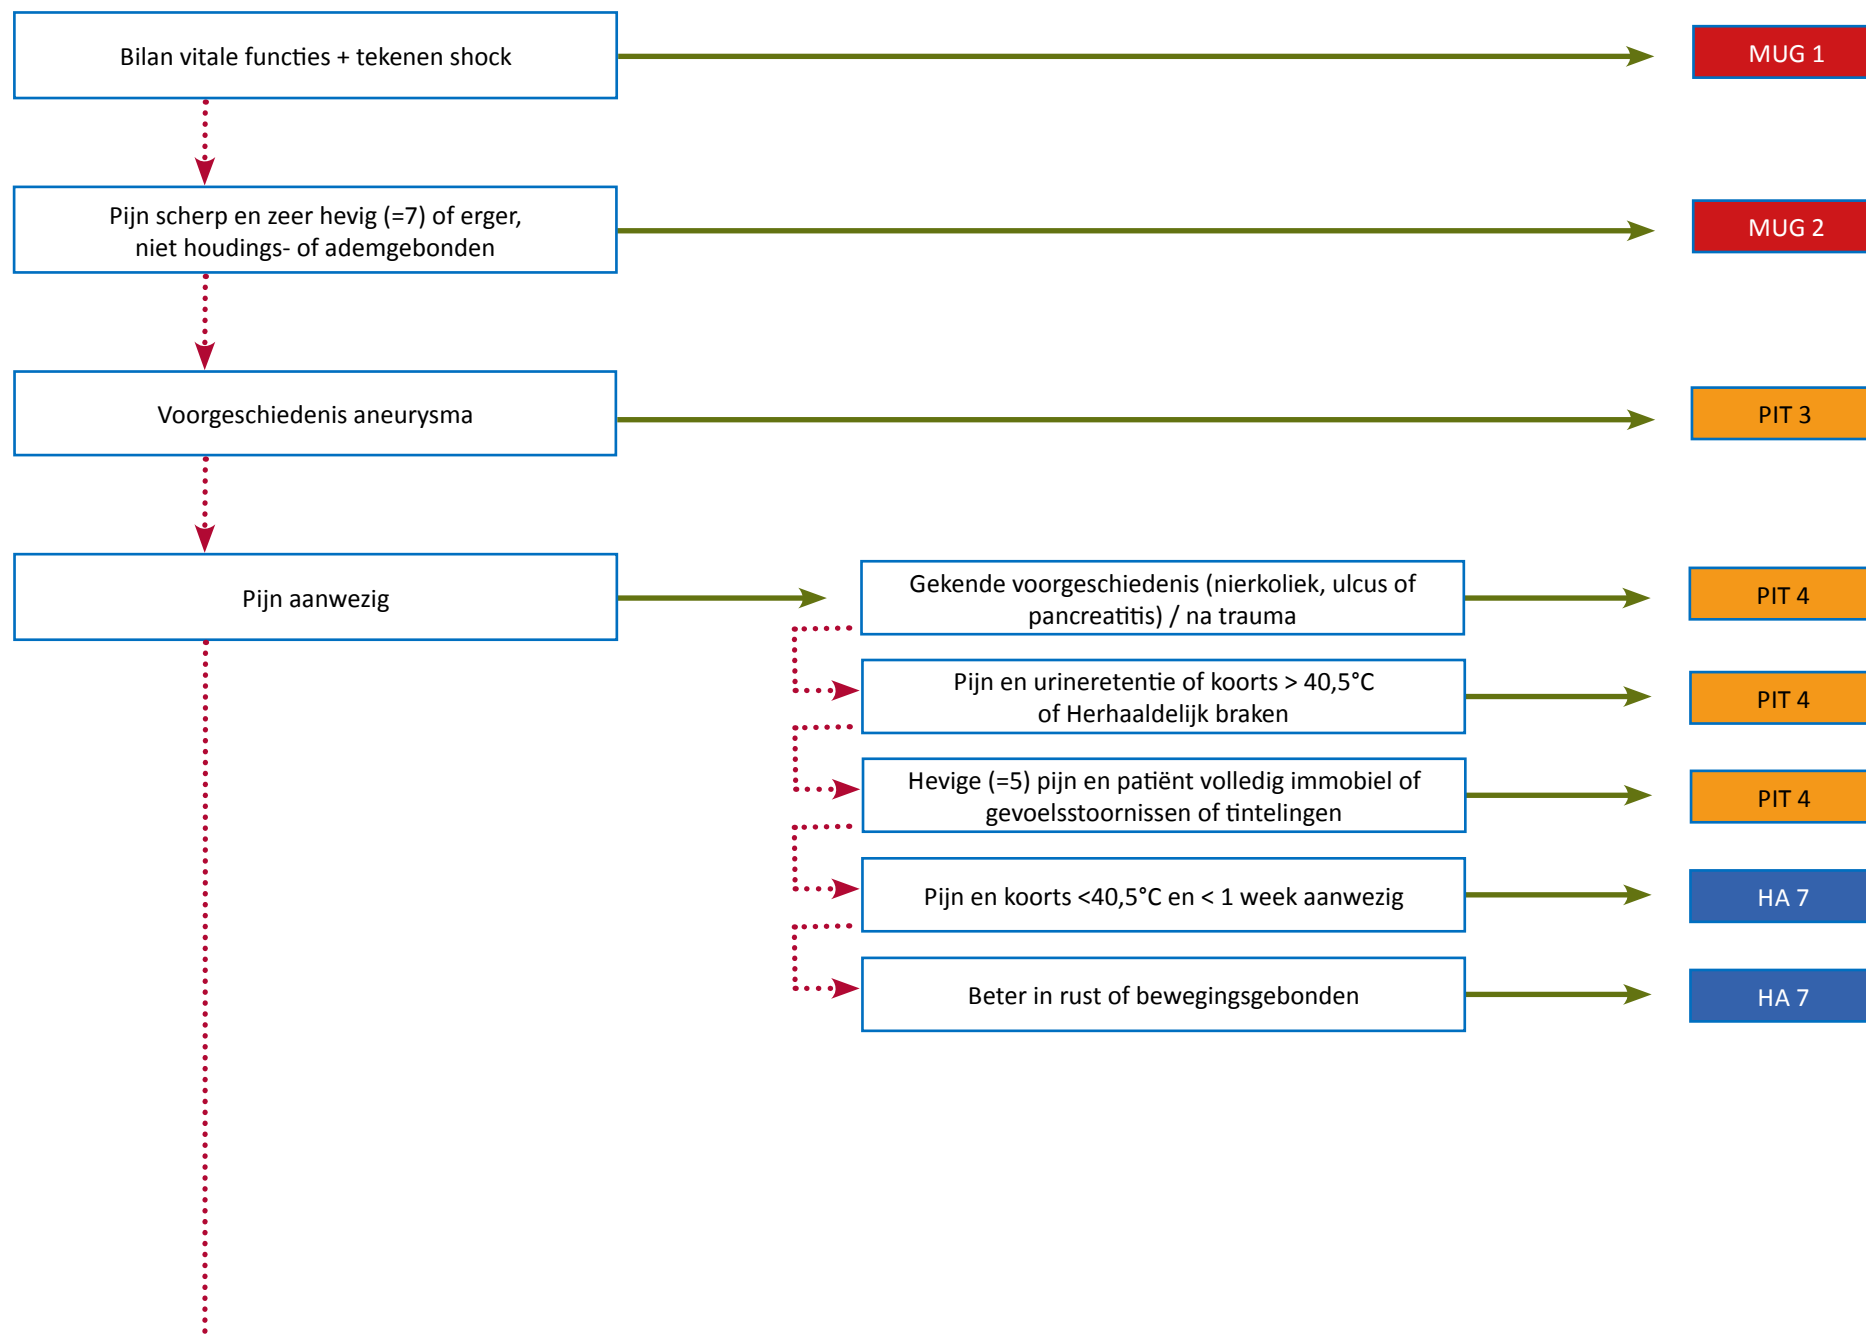 Bilan vitale functies + tekenen shock
MUG 1
Pijn scherp en zeer hevig (=7) of erger,
niet houdings- of ademgebonden
MUG 2
Voorgeschiedenis aneurysma
PIT 3
Pijn aanwezig
Gekende voorgeschiedenis (nierkoliek, ulcus of
pancreatitis) / na trauma
PIT 4
Pijn en urineretentie of koorts > 40,5°C
of Herhaaldelijk braken
PIT 4
Hevige (=5) pijn en patiënt volledig immobiel of
gevoelsstoornissen of tintelingen
PIT 4
Pijn en koorts <40,5°C en < 1 week aanwezig
HA 7
Beter in rust of bewegingsgebonden
HA 7